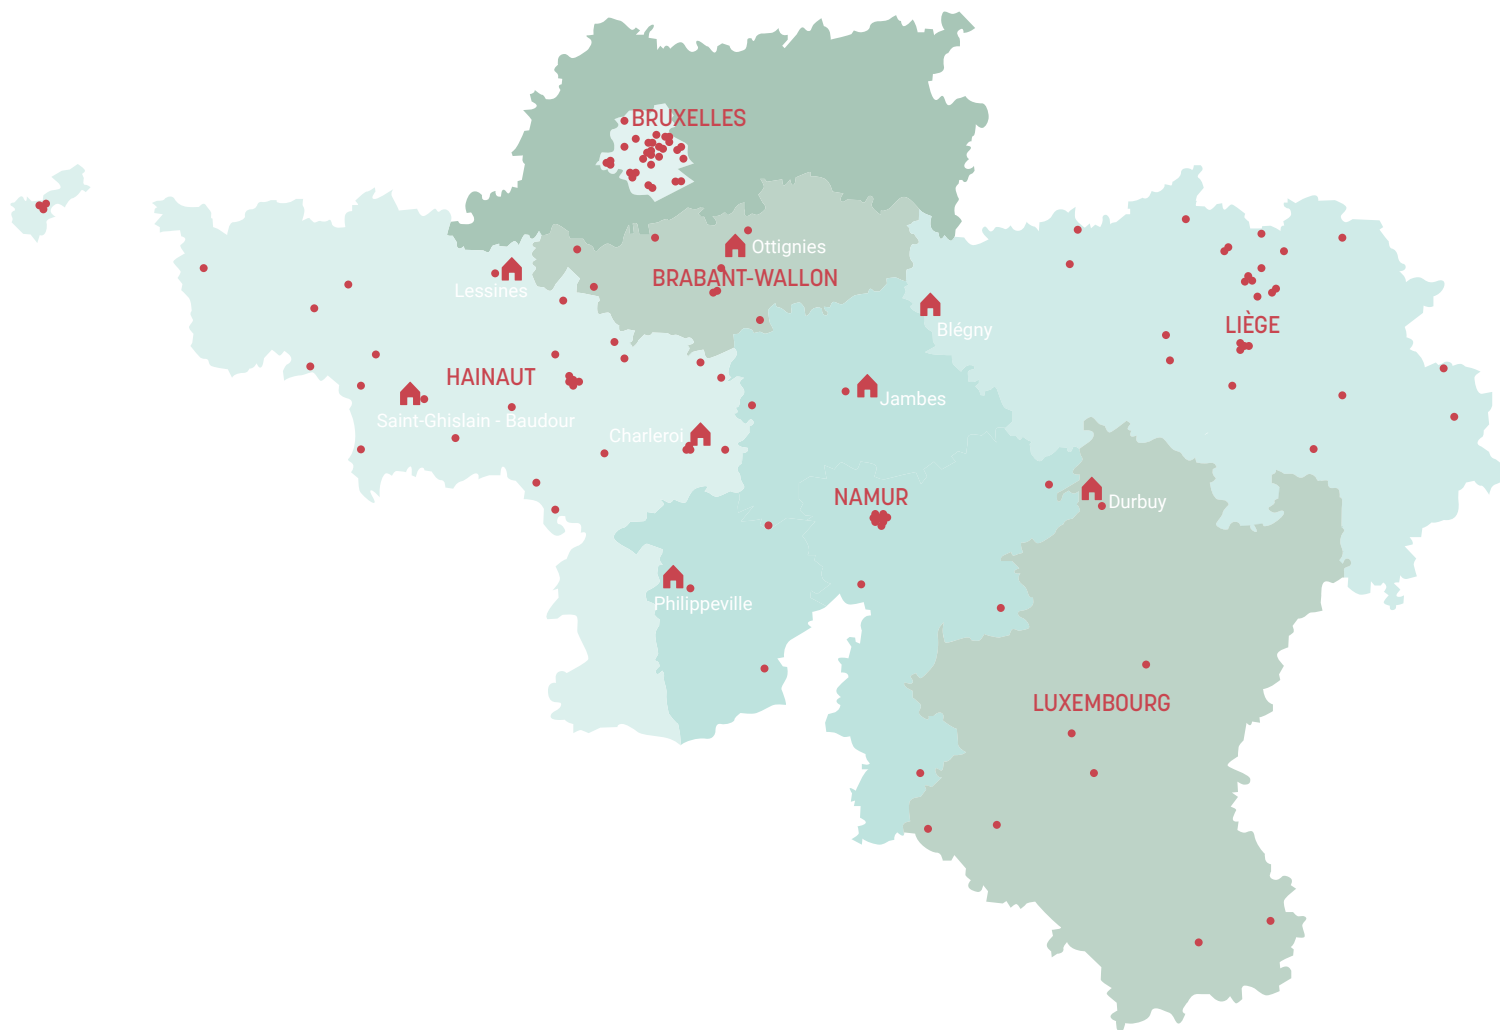 BRUXELLES
Ottignies
BRABANT-WALLON
Lessines
Blégny
LIÈGE
HAINAUT
Jambes
Saint-Ghislain - Baudour
Charleroi
NAMUR
Durbuy
Philippeville
LUXEMBOURG